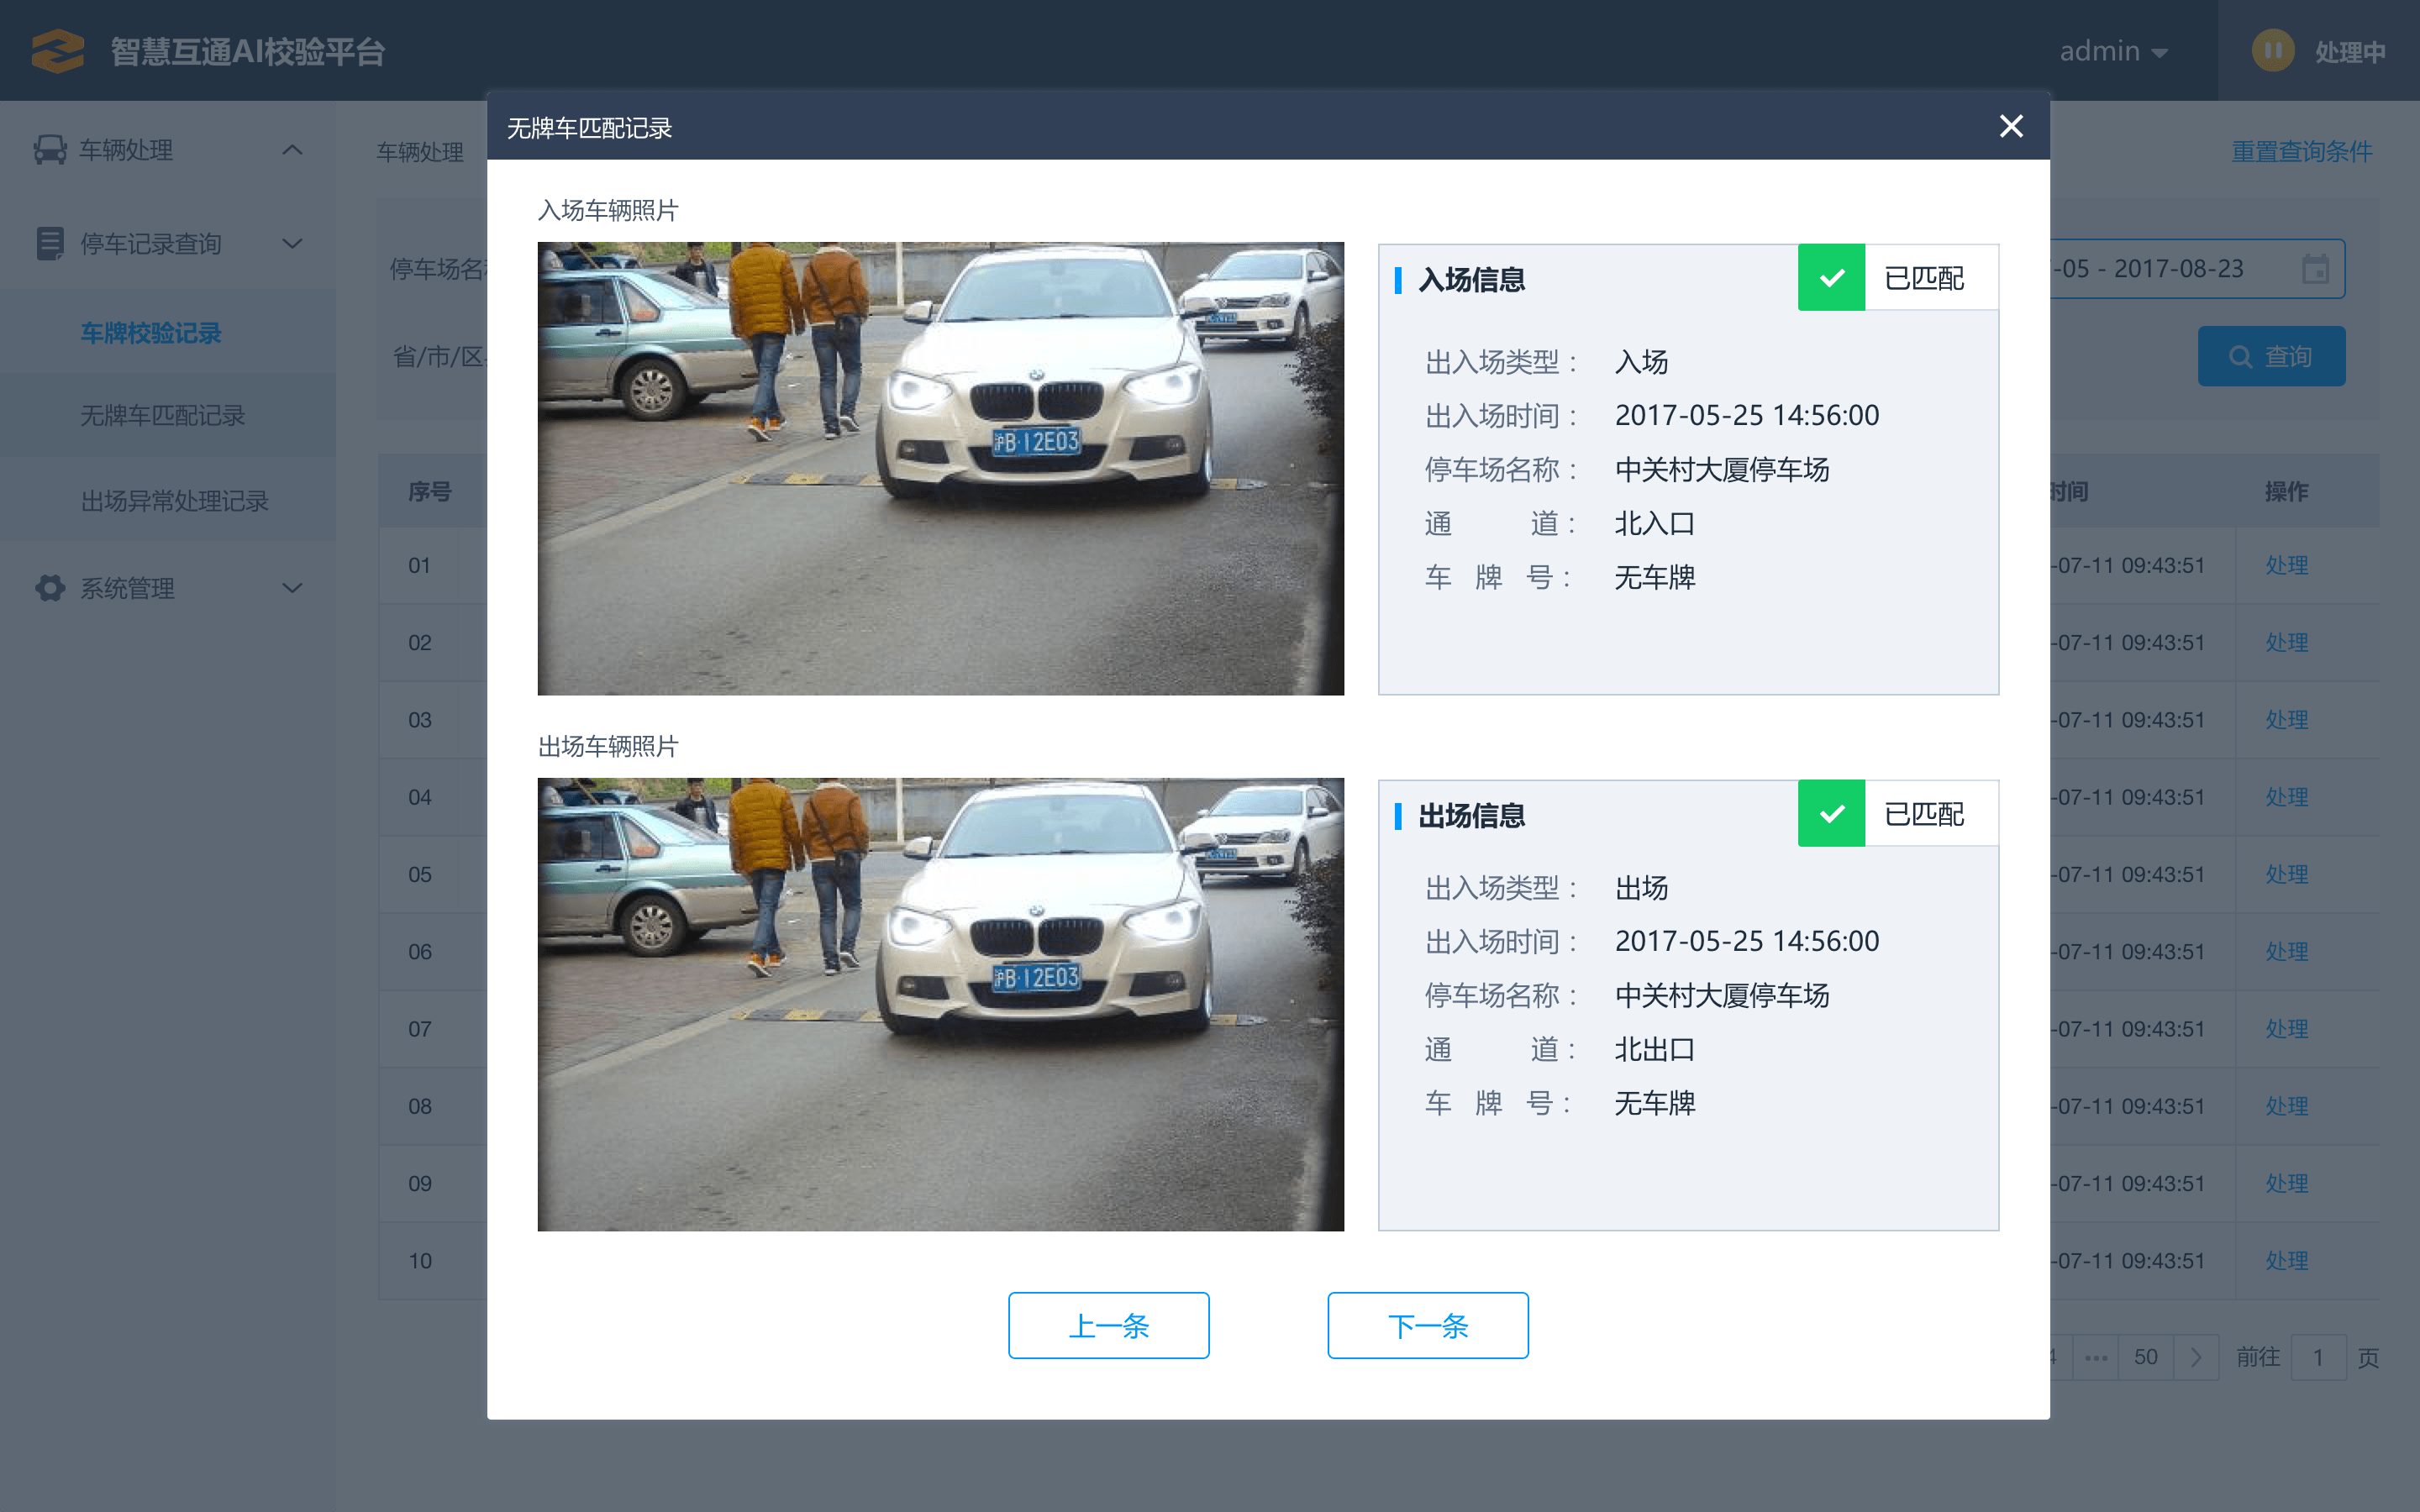 智慧互通AI校验平台
admin
处理中
车辆处理
停车记录查询
车牌校验记录
无牌车匹配记录
出场异常处理记录
系统管理
车辆处理
重置查询条件
停车场名
-05 - 2017-08-23
省/市/区
查询
序号
时间
操作
01
-07-11 09:43:51
处理
02
-07-11 09:43:51
处理
03
-07-11 09:43:51
处理
04
-07-11 09:43:51
处理
05
-07-11 09:43:51
处理
06
-07-11 09:43:51
处理
07
-07-11 09:43:51
处理
08
-07-11 09:43:51
处理
09
-07-11 09:43:51
处理
10
-07-11 09:43:51
处理
4
•••
50
前往
1
页
无牌车匹配记录
入场车辆照片
沪B·12E03
入场信息
已匹配
出入场类型：入场
出入场时间：2017-05-25 14:56:00
停车场名称：中关村大厦停车场
通道：北入口
车牌号：无车牌
出场车辆照片
沪B·12E03
出场信息
已匹配
出入场类型：出场
出入场时间：2017-05-25 14:56:00
停车场名称：中关村大厦停车场
通道：北出口
车牌号：无车牌
上一条
下一条